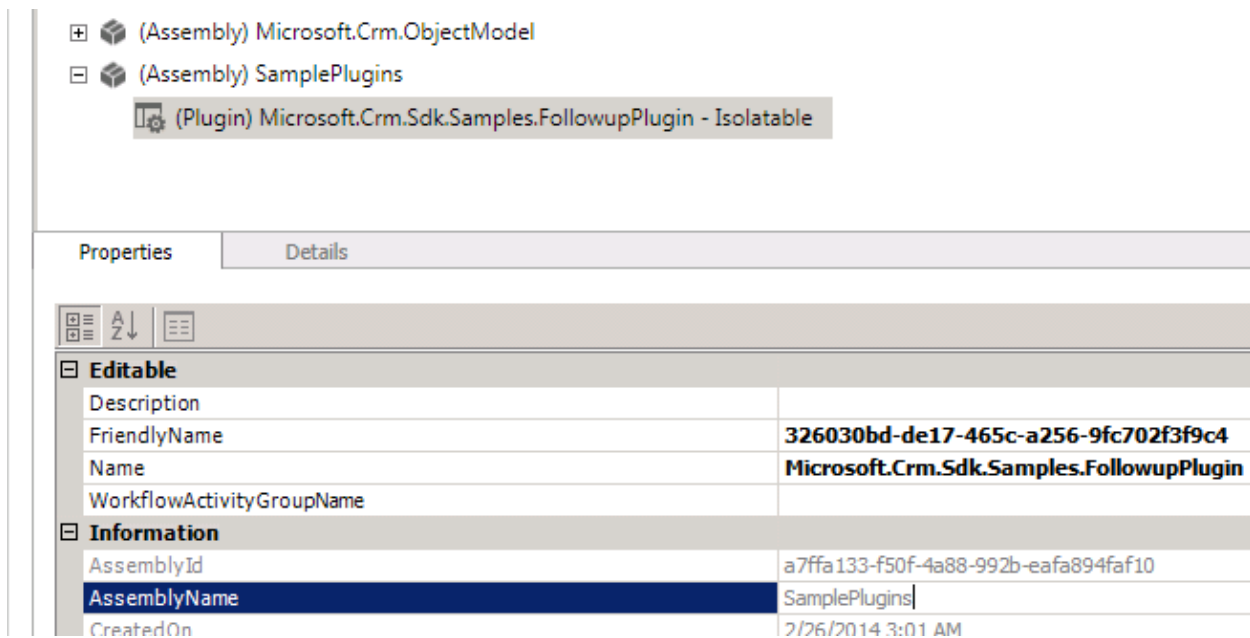 (Assembly) Microsoft.Crm.ObjectModel
(Assembly) SamplePlugins
(Plugin) Microsoft.Crm.Sdk.Samples.FollowupPlugin - Isolatable
Properties Details
Editable
Description
FriendlyName 326030bd-de17-465c-a256-9fc702f3f9c4
Name Microsoft.Crm.Sdk.Samples.FollowupPlugin
WorkflowActivityGroupName
Information
AssemblyId a7ffa133-f50f-4a88-992b-eafa894faf10
AssemblyName SamplePlugins
CreatedOn 2/26/2014 3:01 AM